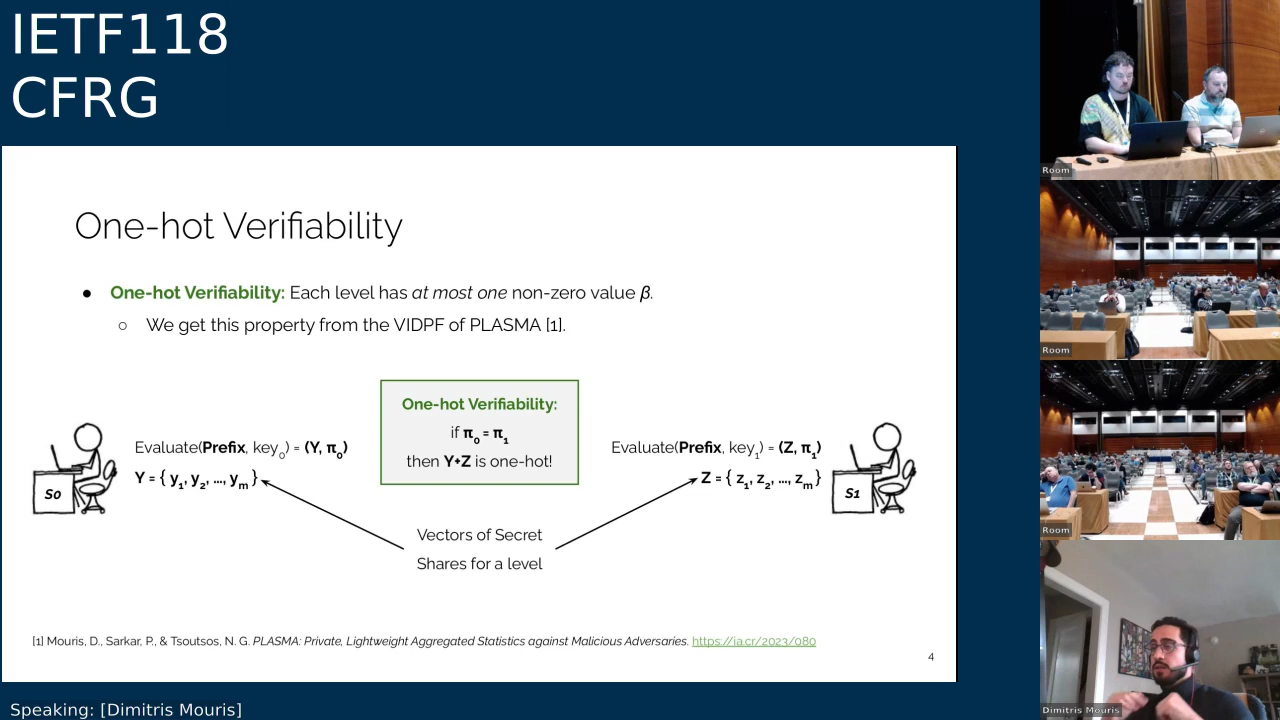 IETF118
CFRG
One-hot Verifiability
● One-hot Verifiability: Each level has at most one non-zero value β.
○ We get this property from the VIDPF of PLASMA [1].
One-hot Verifiability:
if π0 = π1
then Y+Z is one-hot!
S0
Evaluate(Prefix, key0) = (Y, π0)
Y = { y1, y2, ..., ym }
Evaluate(Prefix, key1) = (Z, π1)
Z = { z1, z2, ..., zm }
S1
Vectors of Secret
Shares for a level
[1] Mouris, D., Sarkar, P., & Tsoutsos, N. G. PLASMA: Private, Lightweight Aggregated Statistics against Malicious Adversaries. https://ia.cr/2023/080
4
Speaking: [Dimitris Mouris]
Room
Room
Room
Dimitris Mouris